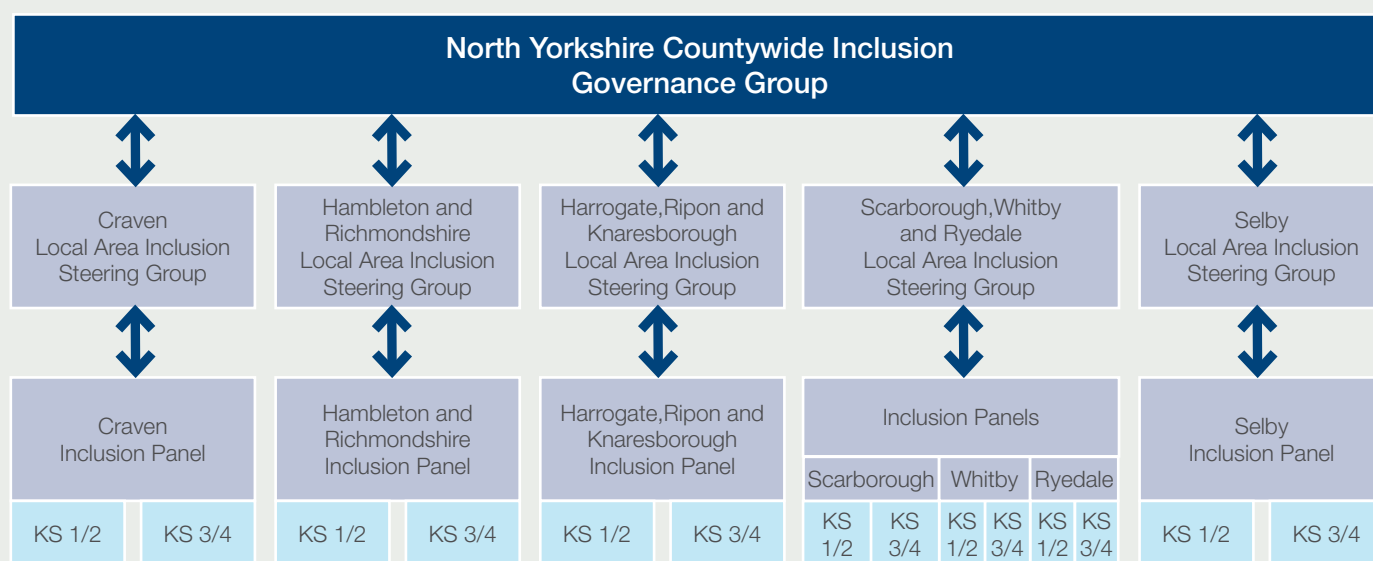 North Yorkshire Countywide Inclusion
Governance Group
Craven
Local Area Inclusion
Steering Group
Hambleton and
Richmondshire
Local Area Inclusion
Steering Group
Harrogate,Ripon and
Knaresborough
Local Area Inclusion
Steering Group
Scarborough,Whitby
and Ryedale
Local Area Inclusion
Steering Group
Selby
Local Area Inclusion
Steering Group
Craven
Inclusion Panel
Hambleton and
Richmondshire
Inclusion Panel
Harrogate,Ripon and
Knaresborough
Inclusion Panel
Inclusion Panels
Scarborough
Whitby
Ryedale
Selby
Inclusion Panel
KS 1/2
KS 3/4
KS 1/2
KS 3/4
KS 1/2
KS 3/4
KS
1/2
KS
3/4
KS
1/2
KS
3/4
KS
1/2
KS
3/4
KS 1/2
KS 3/4